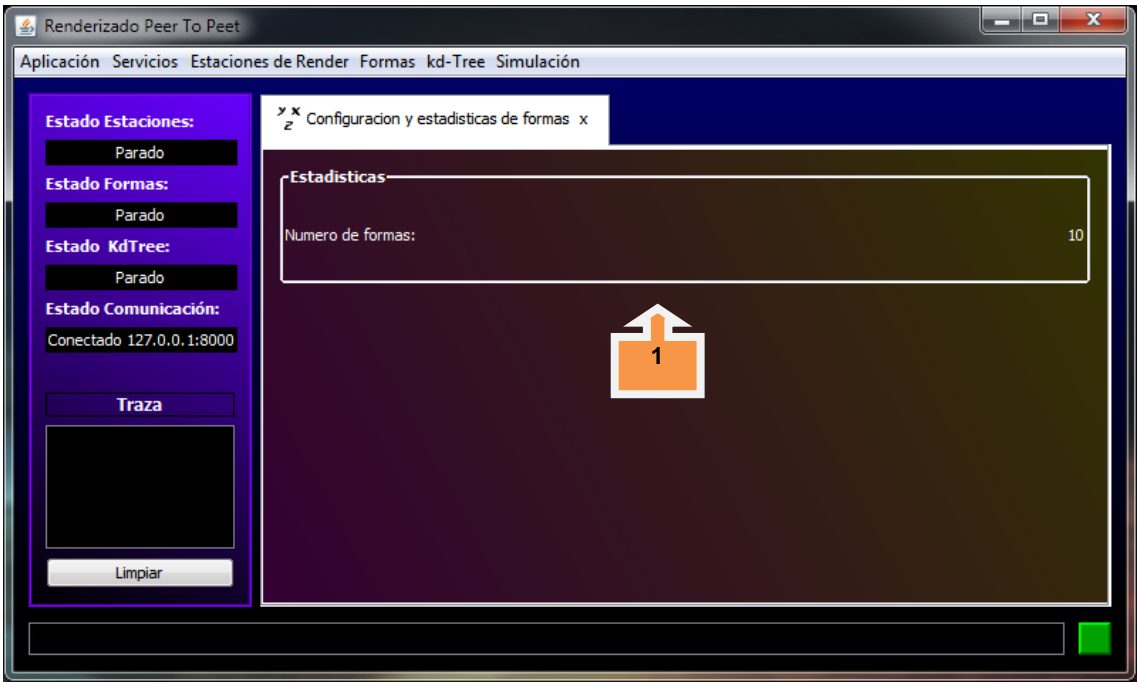 Renderizado Peer To Peet
Aplicación Servicios Estaciones de Render Formas kd-Tree Simulación
Estado Estaciones:
Parado
Estado Formas:
Parado
Estado KdTree:
Parado
Estado Comunicación:
Conectado 127.0.0.1:8000
Traza
Limpiar
y x z Configuracion y estadisticas de formas x
Estadisticas
Numero de formas: 10
1